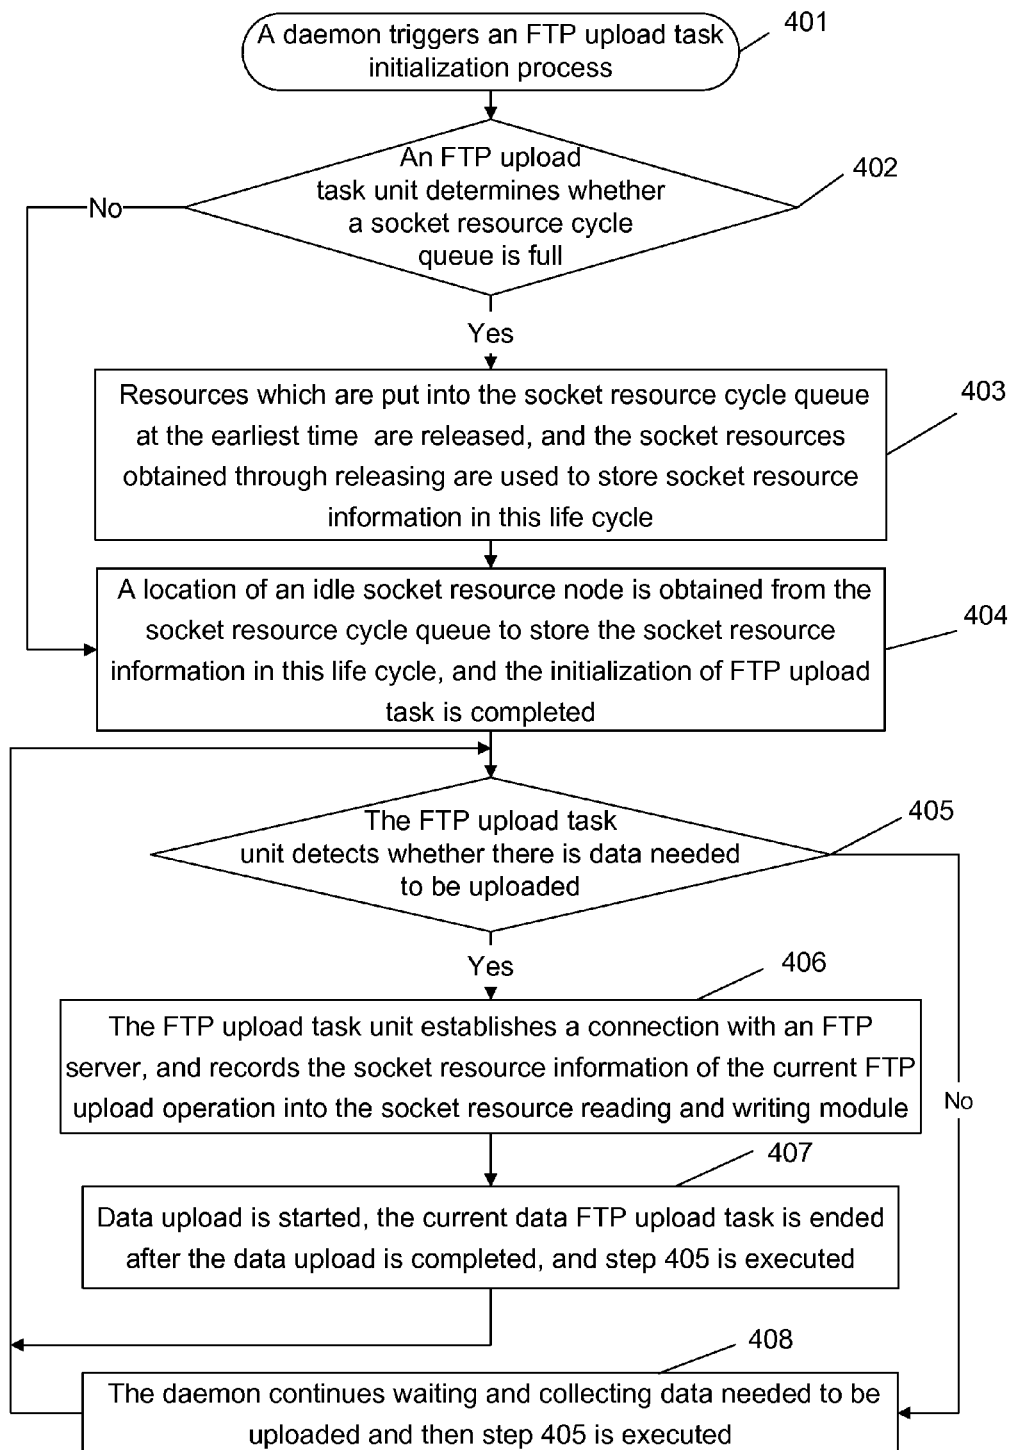 A daemon triggers an FTP upload task
initialization process
401
An FTP upload
task unit determines whether
a socket resource cycle
queue is full
402
No
Yes
Resources which are put into the socket resource cycle queue
at the earliest time are released, and the socket resources
obtained through releasing are used to store socket resource
information in this life cycle
403
A location of an idle socket resource node is obtained from the
socket resource cycle queue to store the socket resource
information in this life cycle, and the initialization of FTP upload
task is completed
404
The FTP upload task
unit detects whether there is data needed
to be uploaded
405
Yes
No
406
The FTP upload task unit establishes a connection with an FTP
server, and records the socket resource information of the current FTP
upload operation into the socket resource reading and writing module
407
Data upload is started, the current data FTP upload task is ended
after the data upload is completed, and step 405 is executed
408
The daemon continues waiting and collecting data needed to be
uploaded and then step 405 is executed